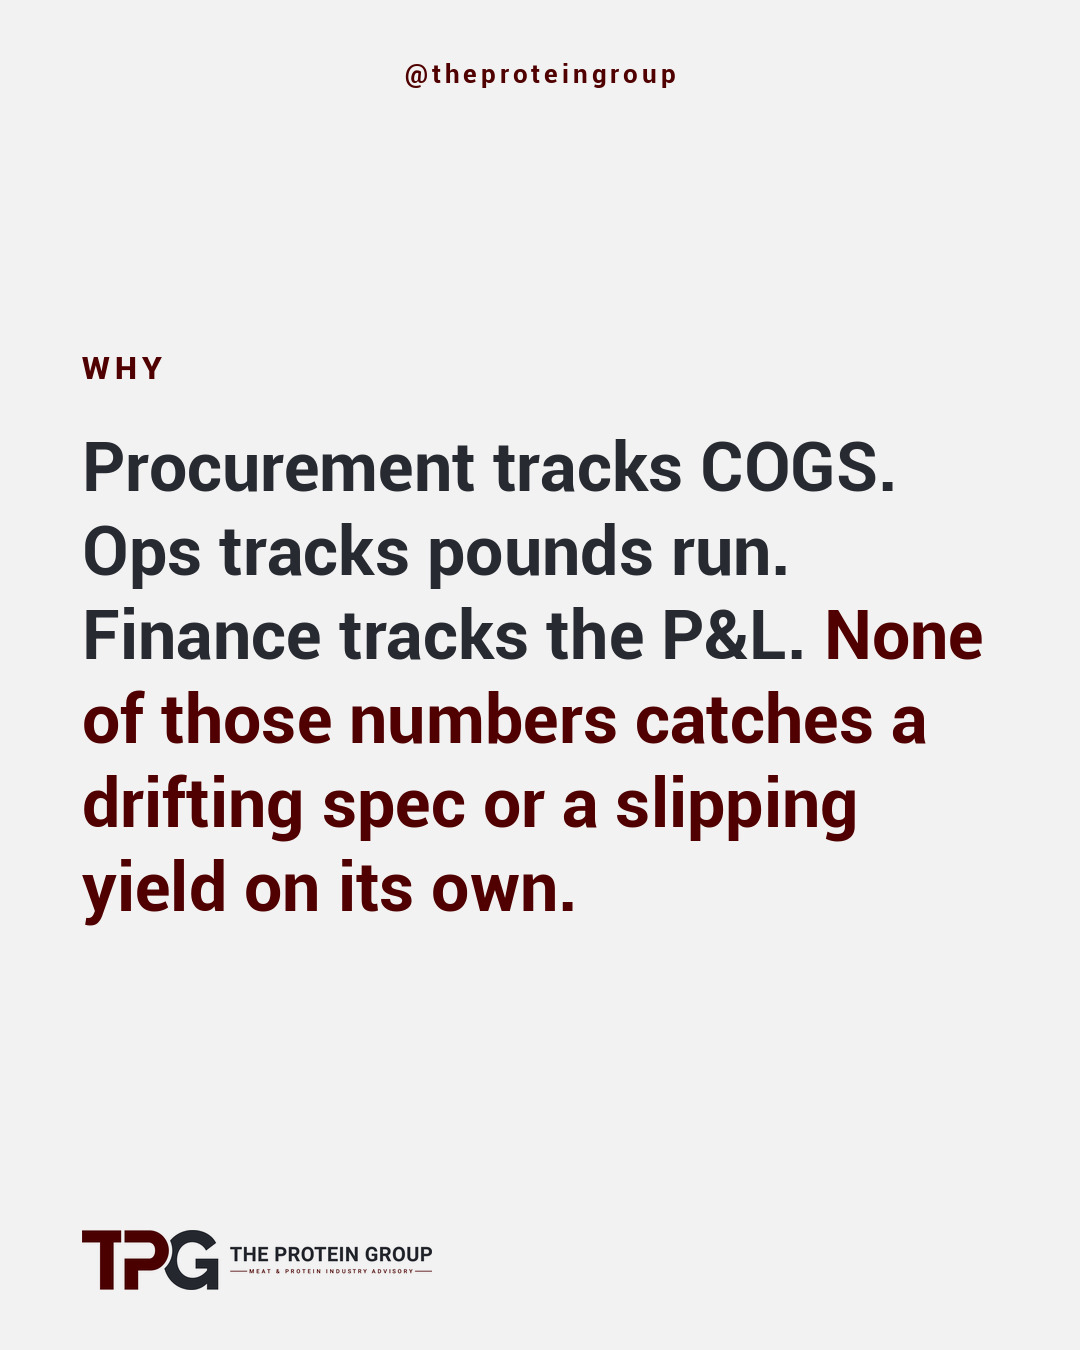 @theproteingroup
WHY
Procurement tracks COGS.
Ops tracks pounds run.
Finance tracks the P&L. None
of those numbers catches a
drifting spec or a slipping
yield on its own.
TPG
THE PROTEIN GROUP
MEAT & PROTEIN INDUSTRY ADVISORY